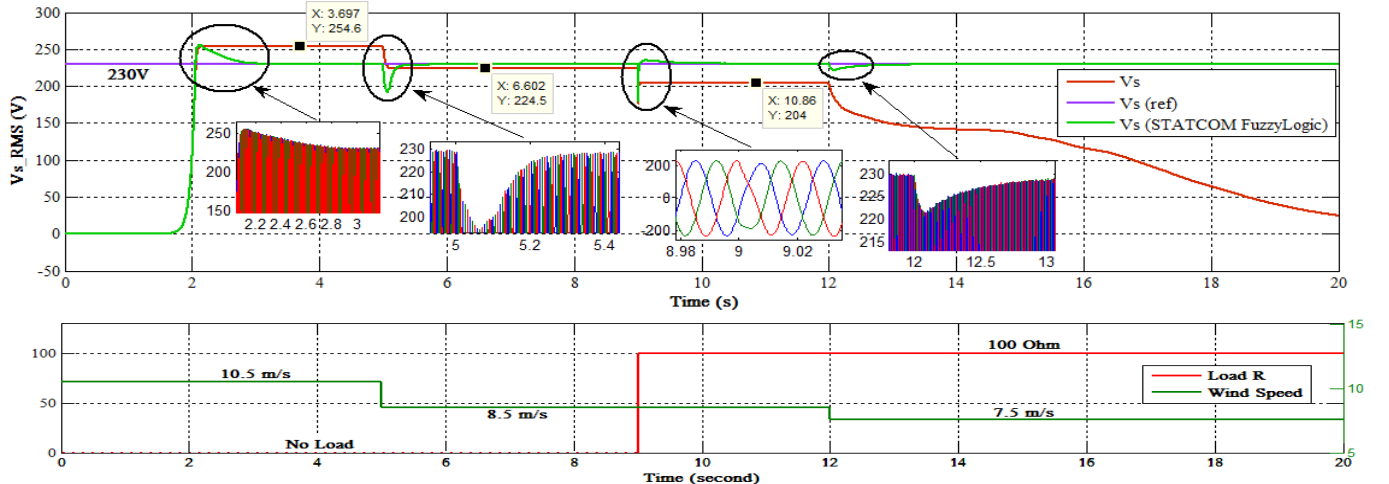 300
250
200
150
100
50
0
-50
Vs_RMS (V)
230V
X: 3.697
Y: 254.6
X: 6.602
Y: 224.5
X: 10.86
Y: 204
Vs
Vs (ref)
Vs (STATCOM FuzzyLogic)
250
200
150
2.2 2.4 2.6 2.8 3
230
220
210
200
5 5.2 5.4
200
0
-200
8.98 9 9.02
230
225
220
215
12 12.5 13
0 2 4 6 8 10 12 14 16 18 20
Time (s)
100
50
0
15
10
5
10.5 m/s
8.5 m/s
7.5 m/s
100 Ohm
No Load
Load R
Wind Speed
0 2 4 6 8 10 12 14 16 18 20
Time (second)